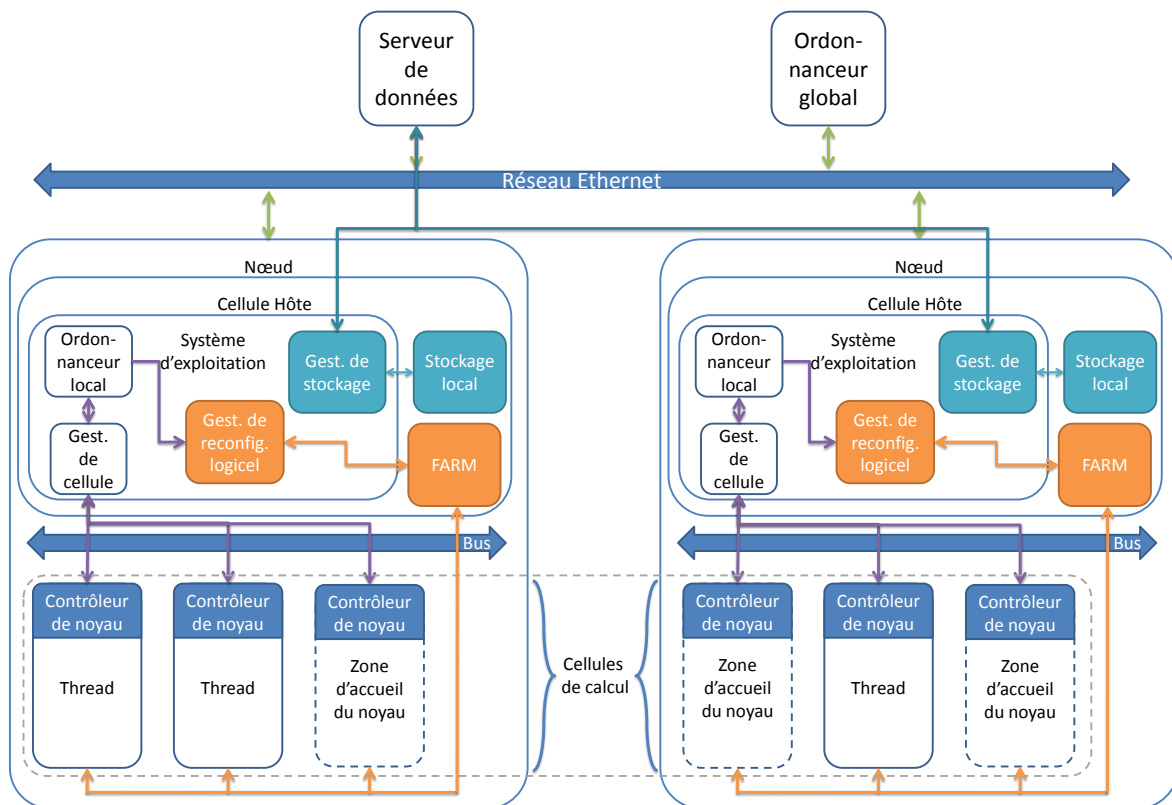 Serveur
de
données
Ordon-
nanceur
global
Réseau Ethernet
Nœud
Cellule Hôte
Ordon-
nanceur
local
Système
d'exploitation
Gest. de
stockage
Stockage
local
Gest.
de
cellule
Gest. de
reconfig.
logicel
FARM
Bus
Contrôleur
de noyau
Thread
Contrôleur
de noyau
Thread
Contrôleur
de noyau
Zone
d'accueil
du noyau
Cellules
de calcul
Nœud
Cellule Hôte
Ordon-
nanceur
local
Système
d'exploitation
Gest. de
stockage
Stockage
local
Gest.
de
cellule
Gest. de
reconfig.
logicel
FARM
Bus
Contrôleur
de noyau
Zone
d'accueil
du noyau
Contrôleur
de noyau
Thread
Contrôleur
de noyau
Zone
d'accueil
du noyau